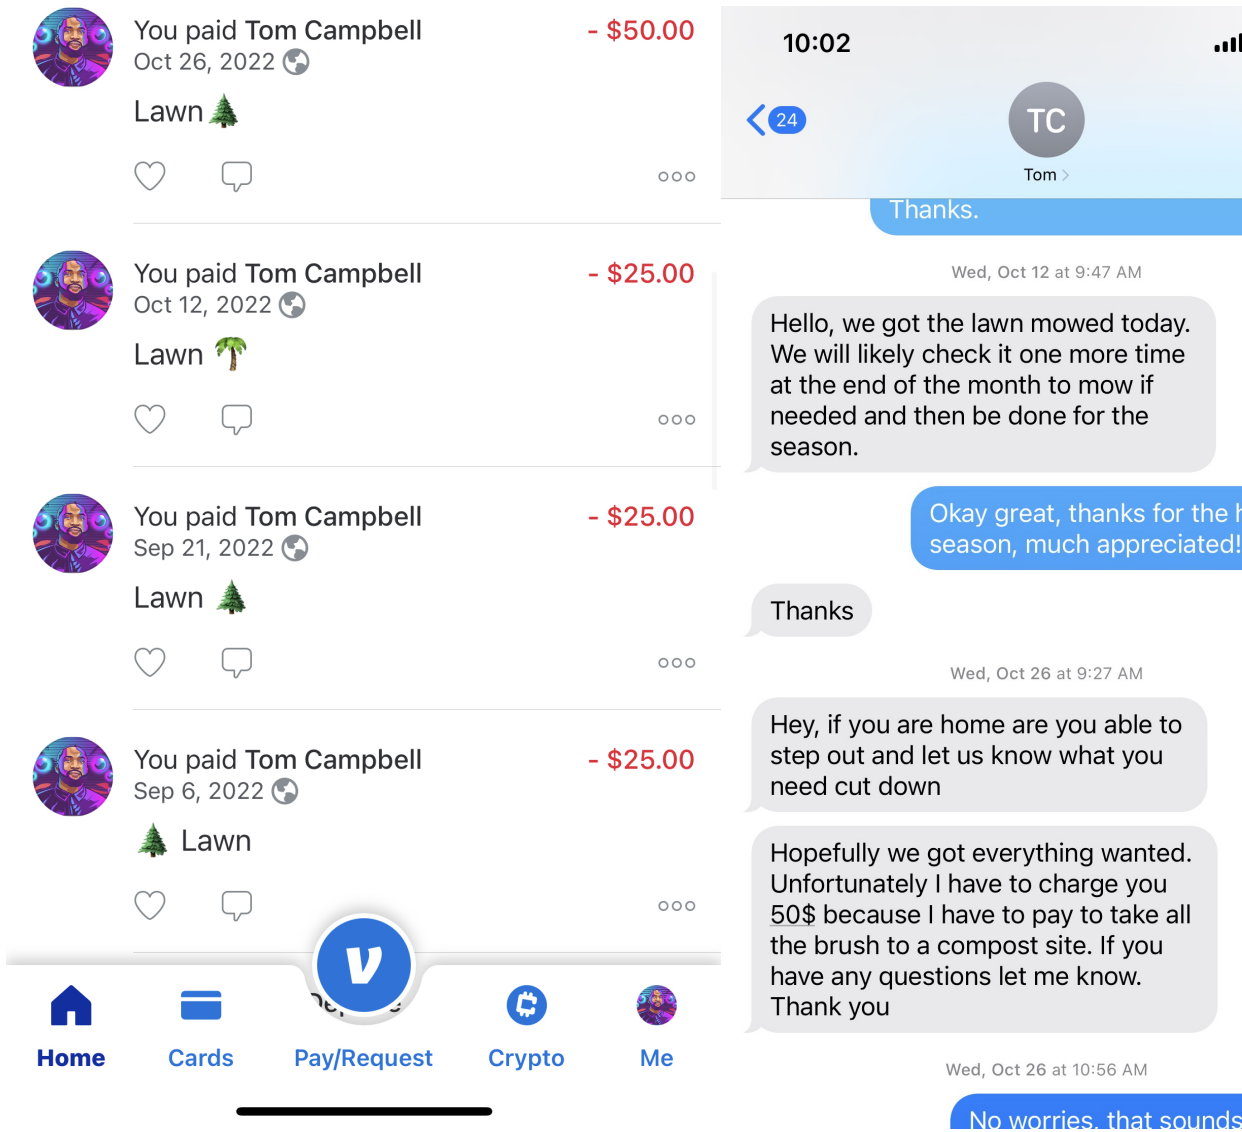 You paid Tom Campbell
- $50.00
Oct 26, 2022
Lawn
You paid Tom Campbell
- $25.00
Oct 12, 2022
Lawn
You paid Tom Campbell
- $25.00
Sep 21, 2022
Lawn
You paid Tom Campbell
- $25.00
Sep 6, 2022
Lawn
Home
Cards
Pay/Request
Crypto
Me
10:02
24
TC
Tom
Thanks.
Wed, Oct 12 at 9:47 AM
Hello, we got the lawn mowed today.
We will likely check it one more time
at the end of the month to mow if
needed and then be done for the
season.
Okay great, thanks for the
season, much appreciated!
Thanks
Wed, Oct 26 at 9:27 AM
Hey, if you are home are you able to
step out and let us know what you
need cut down
Hopefully we got everything wanted.
Unfortunately I have to charge you
50$ because I have to pay to take all
the brush to a compost site. If you
have any questions let me know.
Thank you
Wed, Oct 26 at 10:56 AM
No worries, that sounds